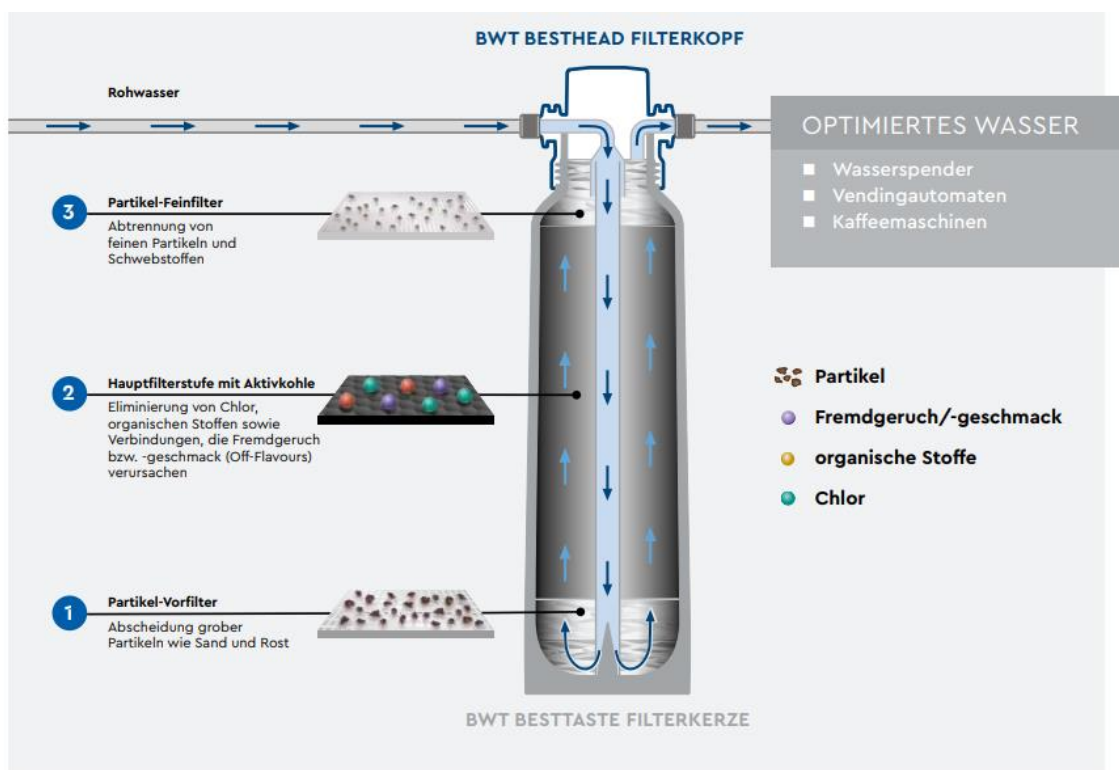 BWT BESTHEAD FILTERKOPF
Rohwasser
OPTIMIERTES WASSER
Wasserspender
Vendingautomaten
Kaffeemaschinen
3
Partikel-Feinfilter
Abtrennung von
feinen Partikeln und
Schwebstoffen
2
Hauptfilterstufe mit Aktivkohle
Eliminierung von Chlor,
organischen Stoffen sowie
Verbindungen, die Fremdgeruch
bzw. -geschmack (Off-Flavours)
verursachen
Partikel
Fremdgeruch/-geschmack
organische Stoffe
Chlor
1
Partikel-Vorfilter
Abscheidung grober
Partikeln wie Sand und Rost
BWT BESTTASTE FILTERKERZE